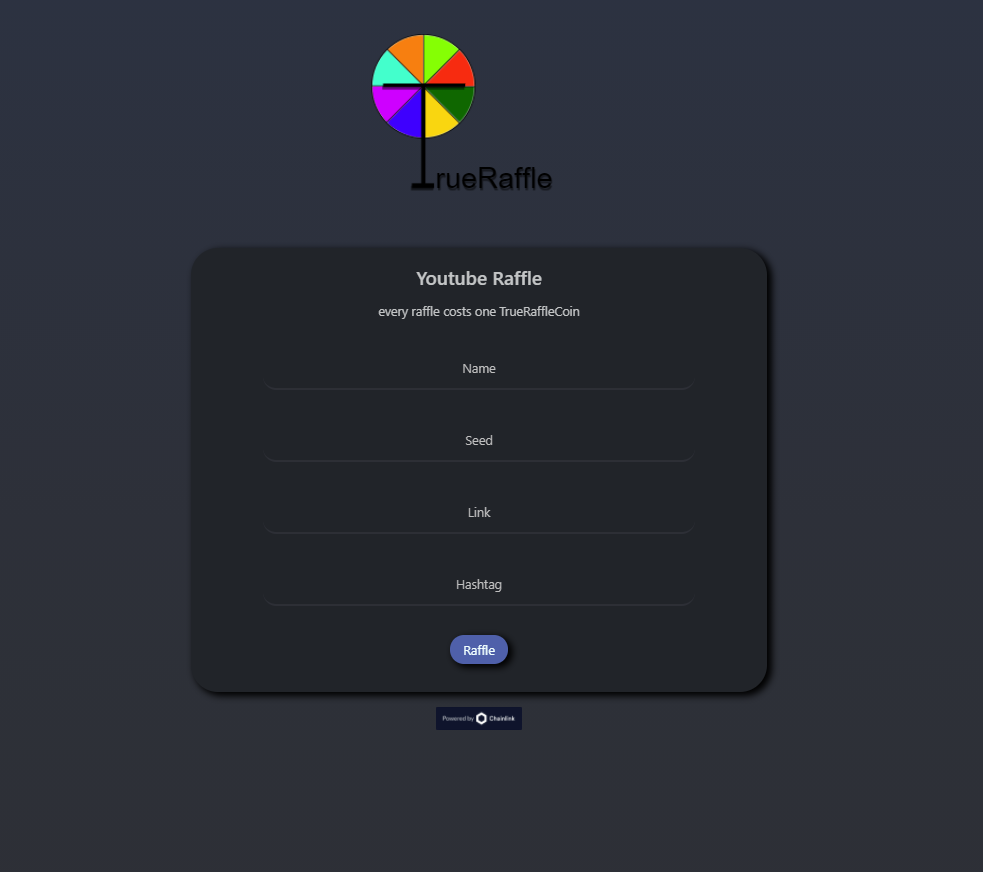 TrueRaffle
Youtube Raffle
every raffle costs one TrueRaffleCoin
Name
Seed
Link
Hashtag
Raffle
Powered by Chainlink